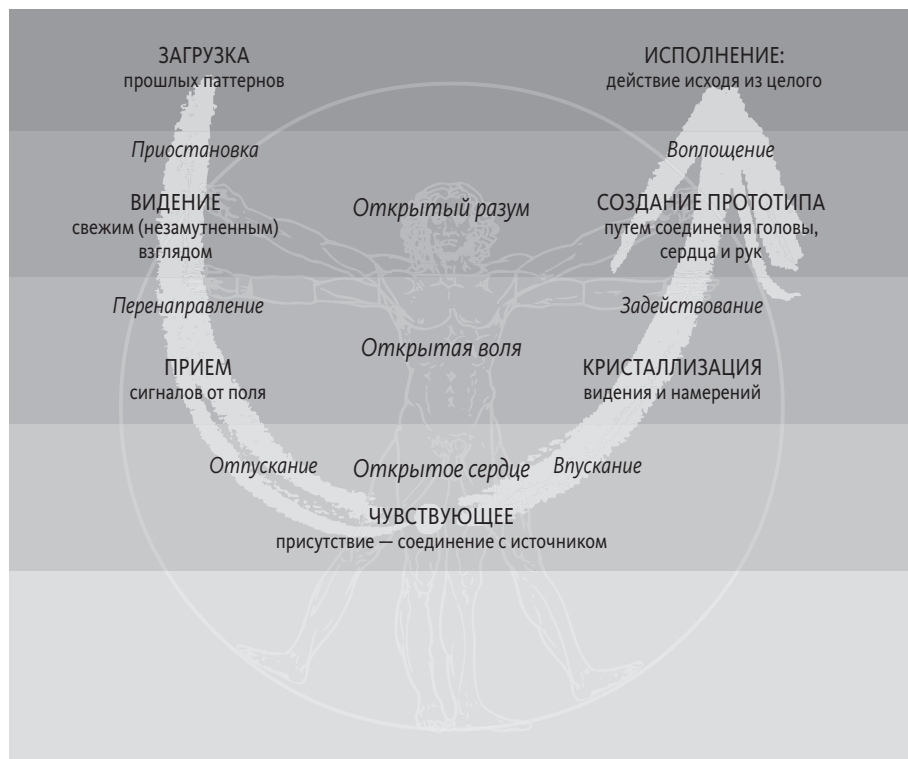 ЗАГРУЗКА
прошлых паттернов
ИСПОЛНЕНИЕ:
действие исходя из целого
Приостановка
Воплощение
ВИДЕНИЕ
свежим (незамутненным)
взглядом
Открытый разум
СОЗДАНИЕ ПРОТОТИПА
путем соединения головы,
сердца и рук
Перенаправление
Задействование
Открытая воля
ПРИЕМ
сигналов от поля
КРИСТАЛЛИЗАЦИЯ
видения и намерений
Отпускание
Открытое сердце
Впускание
ЧУВСТВУЮЩЕЕ
присутствие — соединение с источником